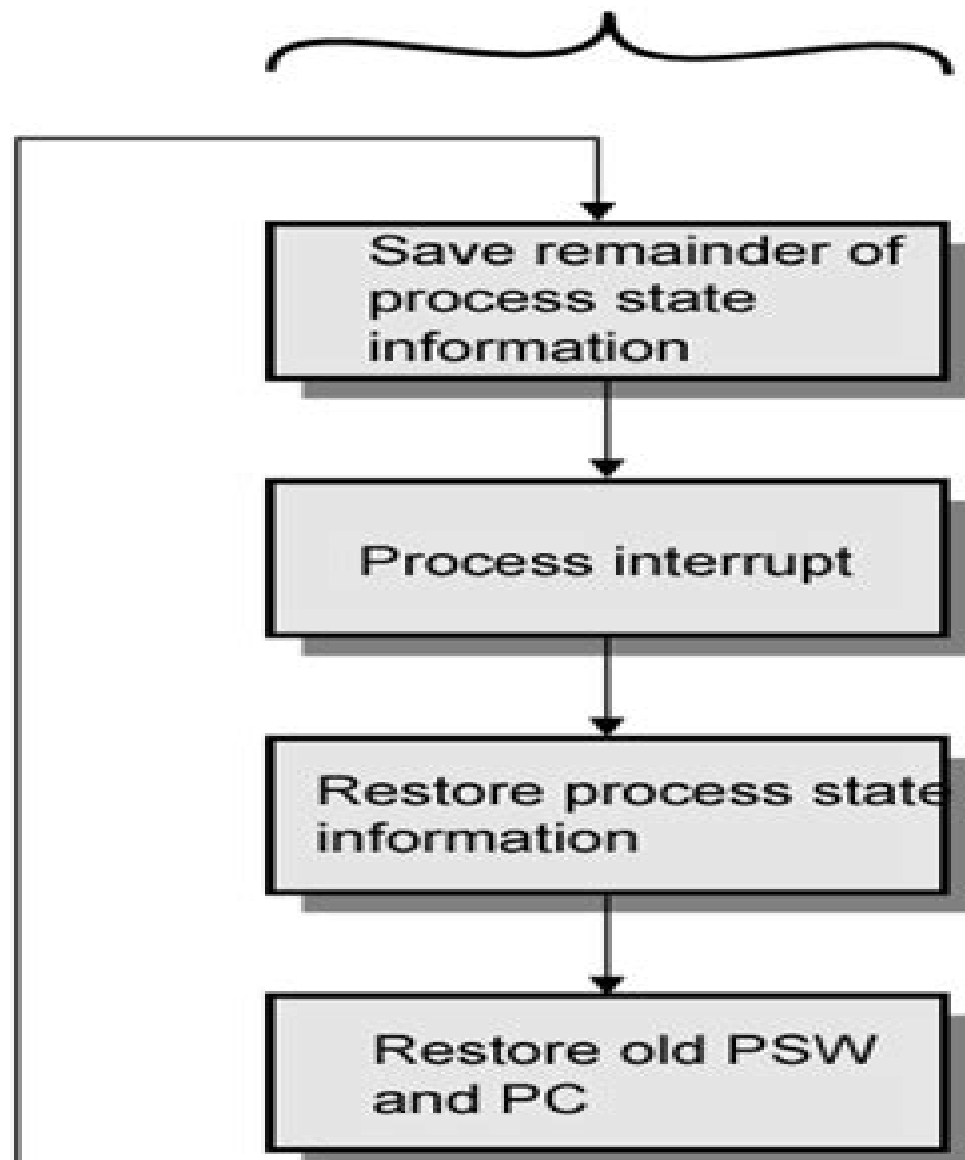 Save remainder of
process state
information
Process interrupt
Restore process state
information
Restore old PSW
and PC